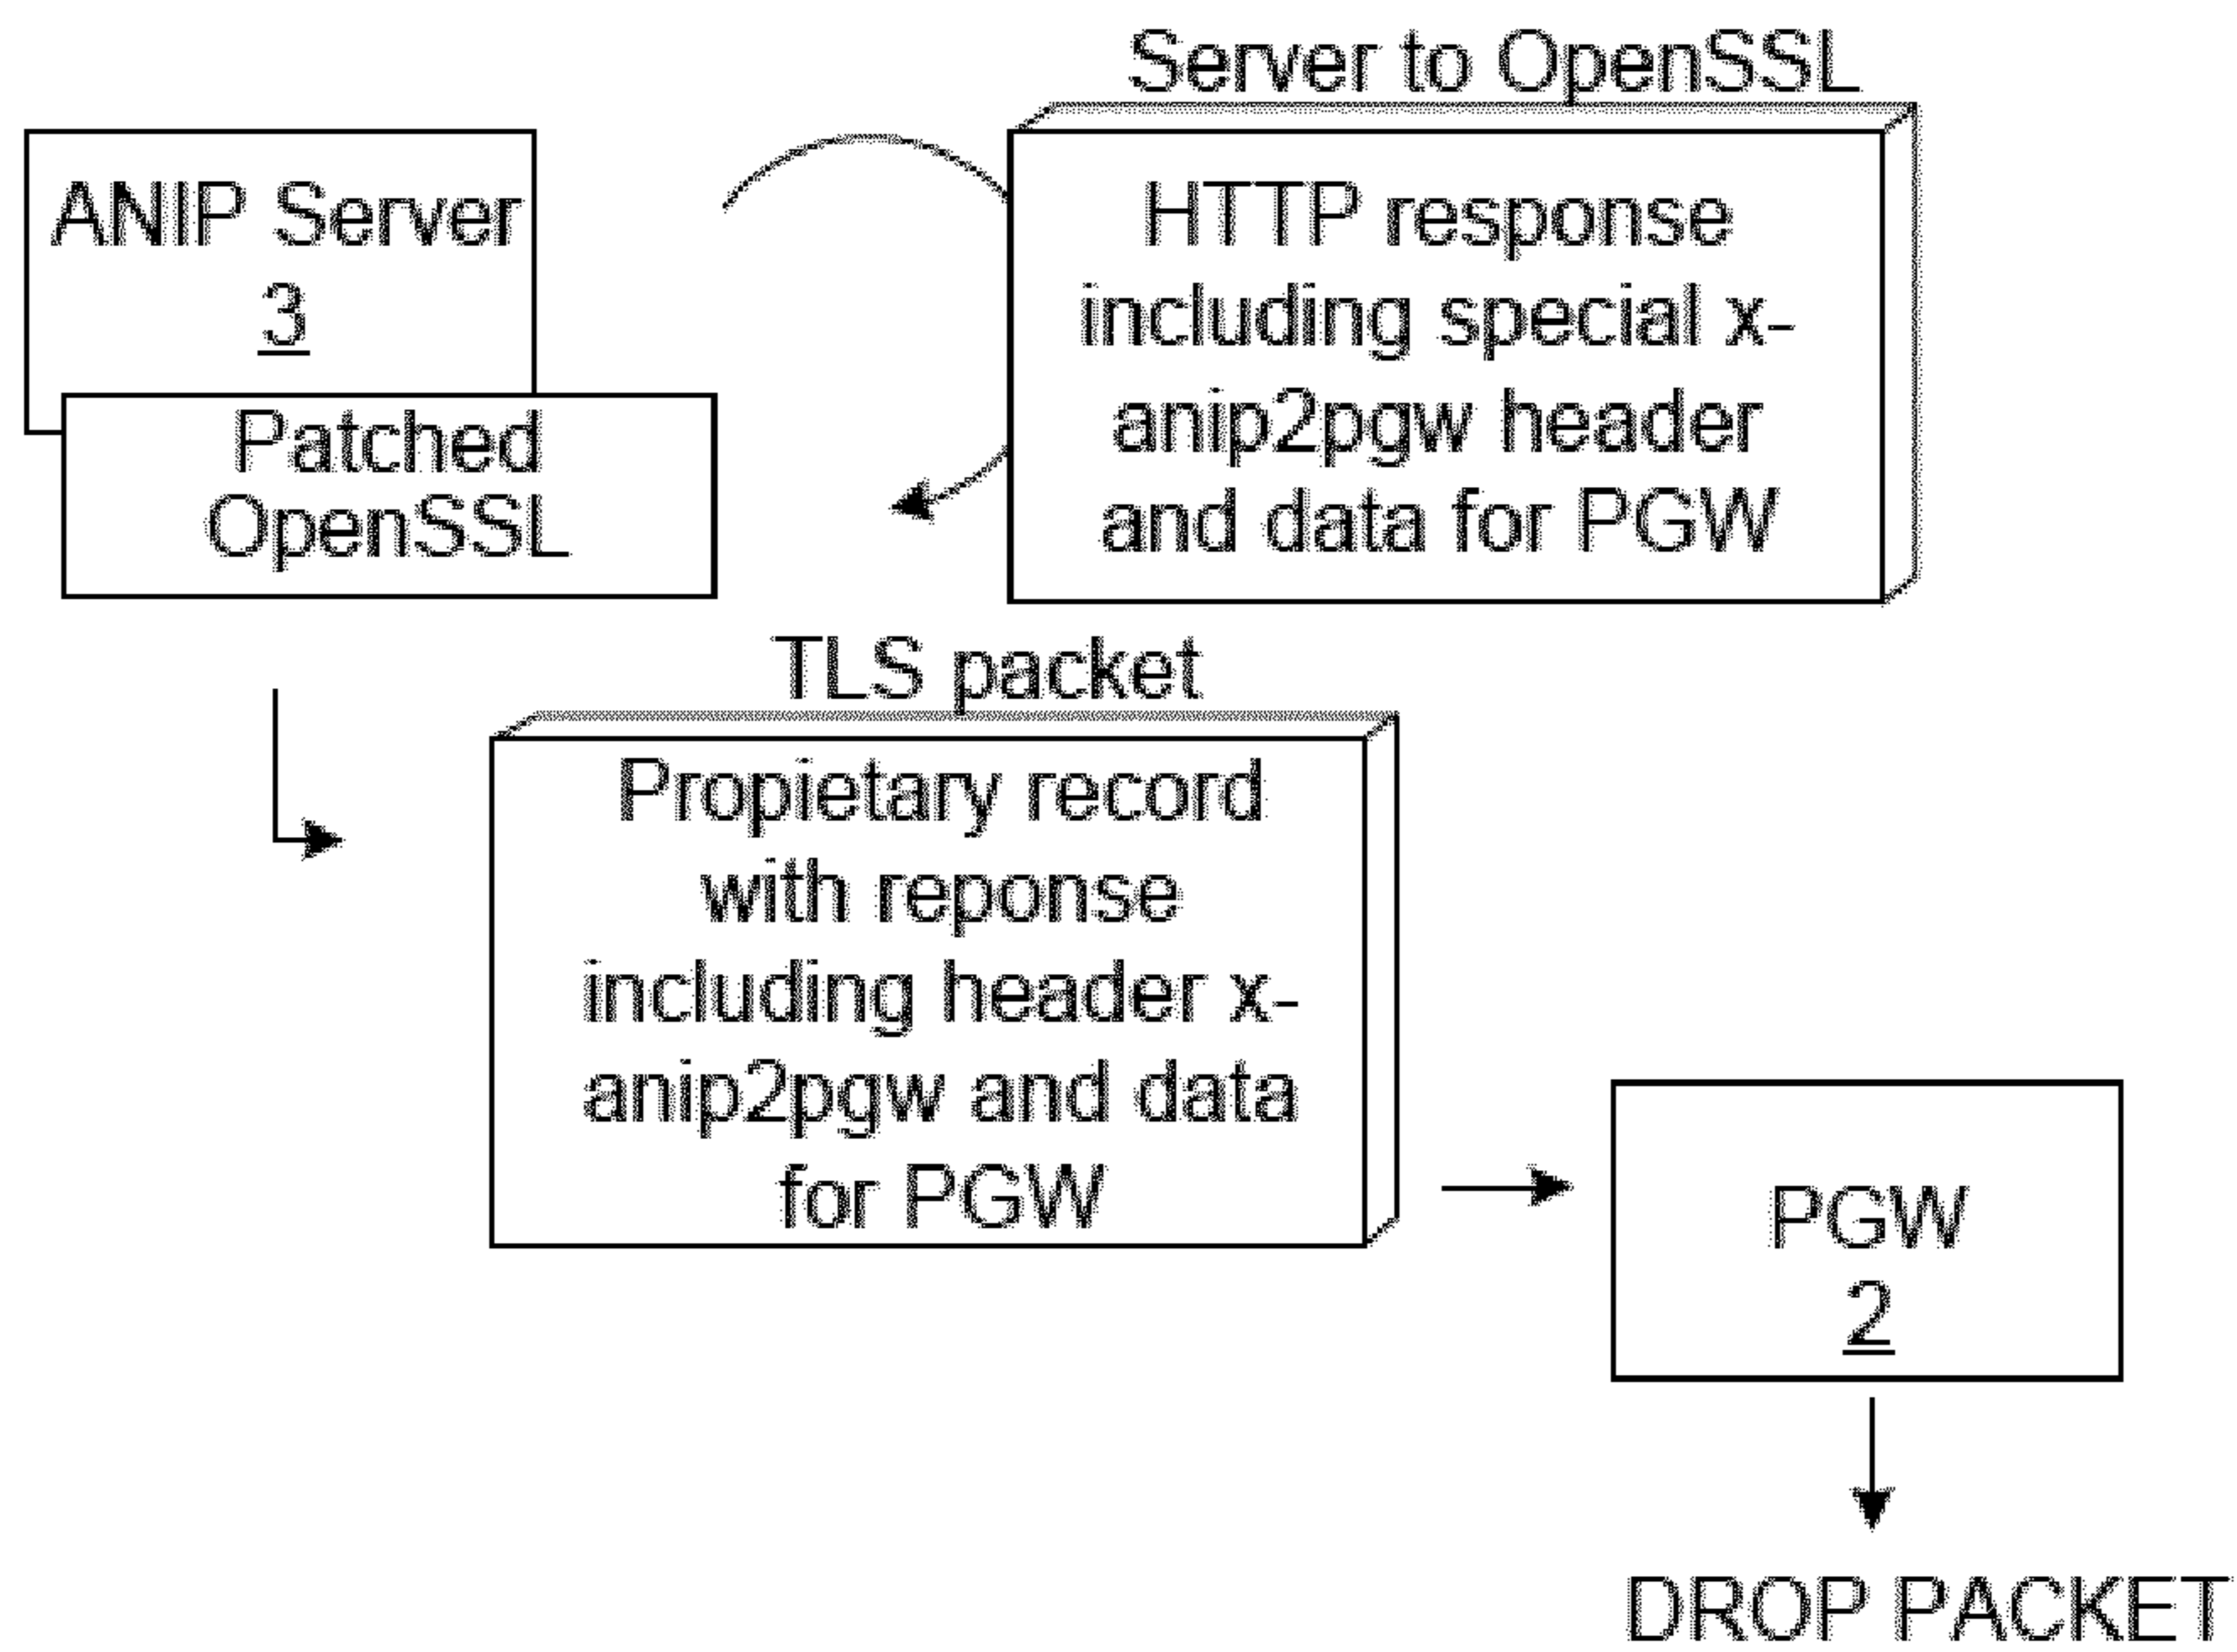 Server to OpenSSL
ANIP Server
3
Patched
OpenSSL
HTTP response
including special x-
anip2pgw header
and data for PGW
TLS packet
Propietary record
with reponse
including header x-
anip2pgw and data
for PGW
PGW
2
DROP PACKET